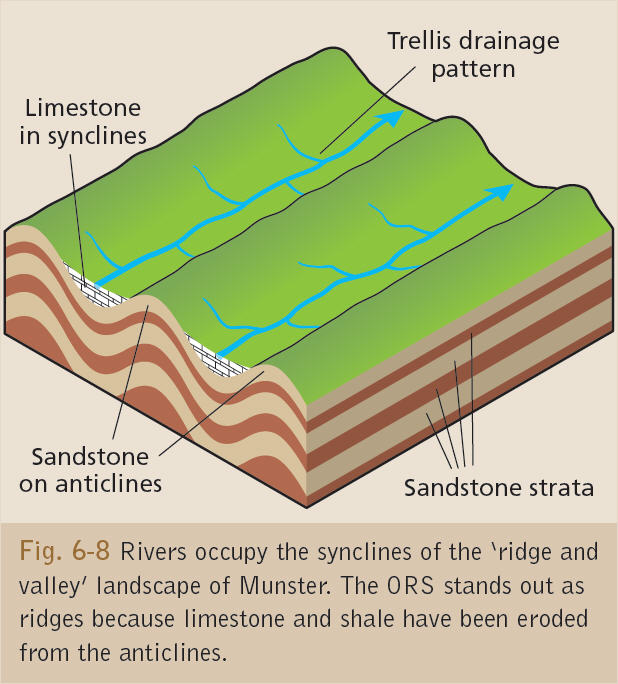 Trellis drainage
pattern
Limestone
in synclines
Sandstone
on anticlines
Sandstone strata
Fig. 6-8 Rivers occupy the synclines of the ‘ridge and
valley’ landscape of Munster. The ORS stands out as
ridges because limestone and shale have been eroded
from the anticlines.